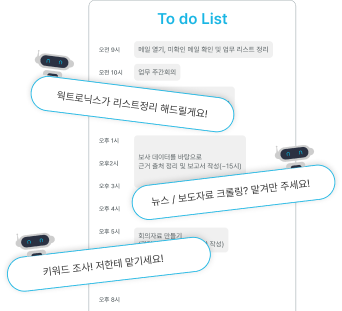 To do List
오전 9시
메일 열기, 미확인 메일 확인 및 업무 리스트 정리
오전 10시
업무 주간회의
웍트로닉스가 리스트정리 해드릴게요!
오후 1시
보사 데이터를 바탕으로
오후2시
근거 출처 정리 및 보고서 작성(~15시)
오후 3시
뉴스 / 보도자료 크롤링? 맡겨만 주세요!
오후 4시
오후 5시
회의자료 만들기
작성)
키워드 조사! 저한테 맡기세요!
오후 8시